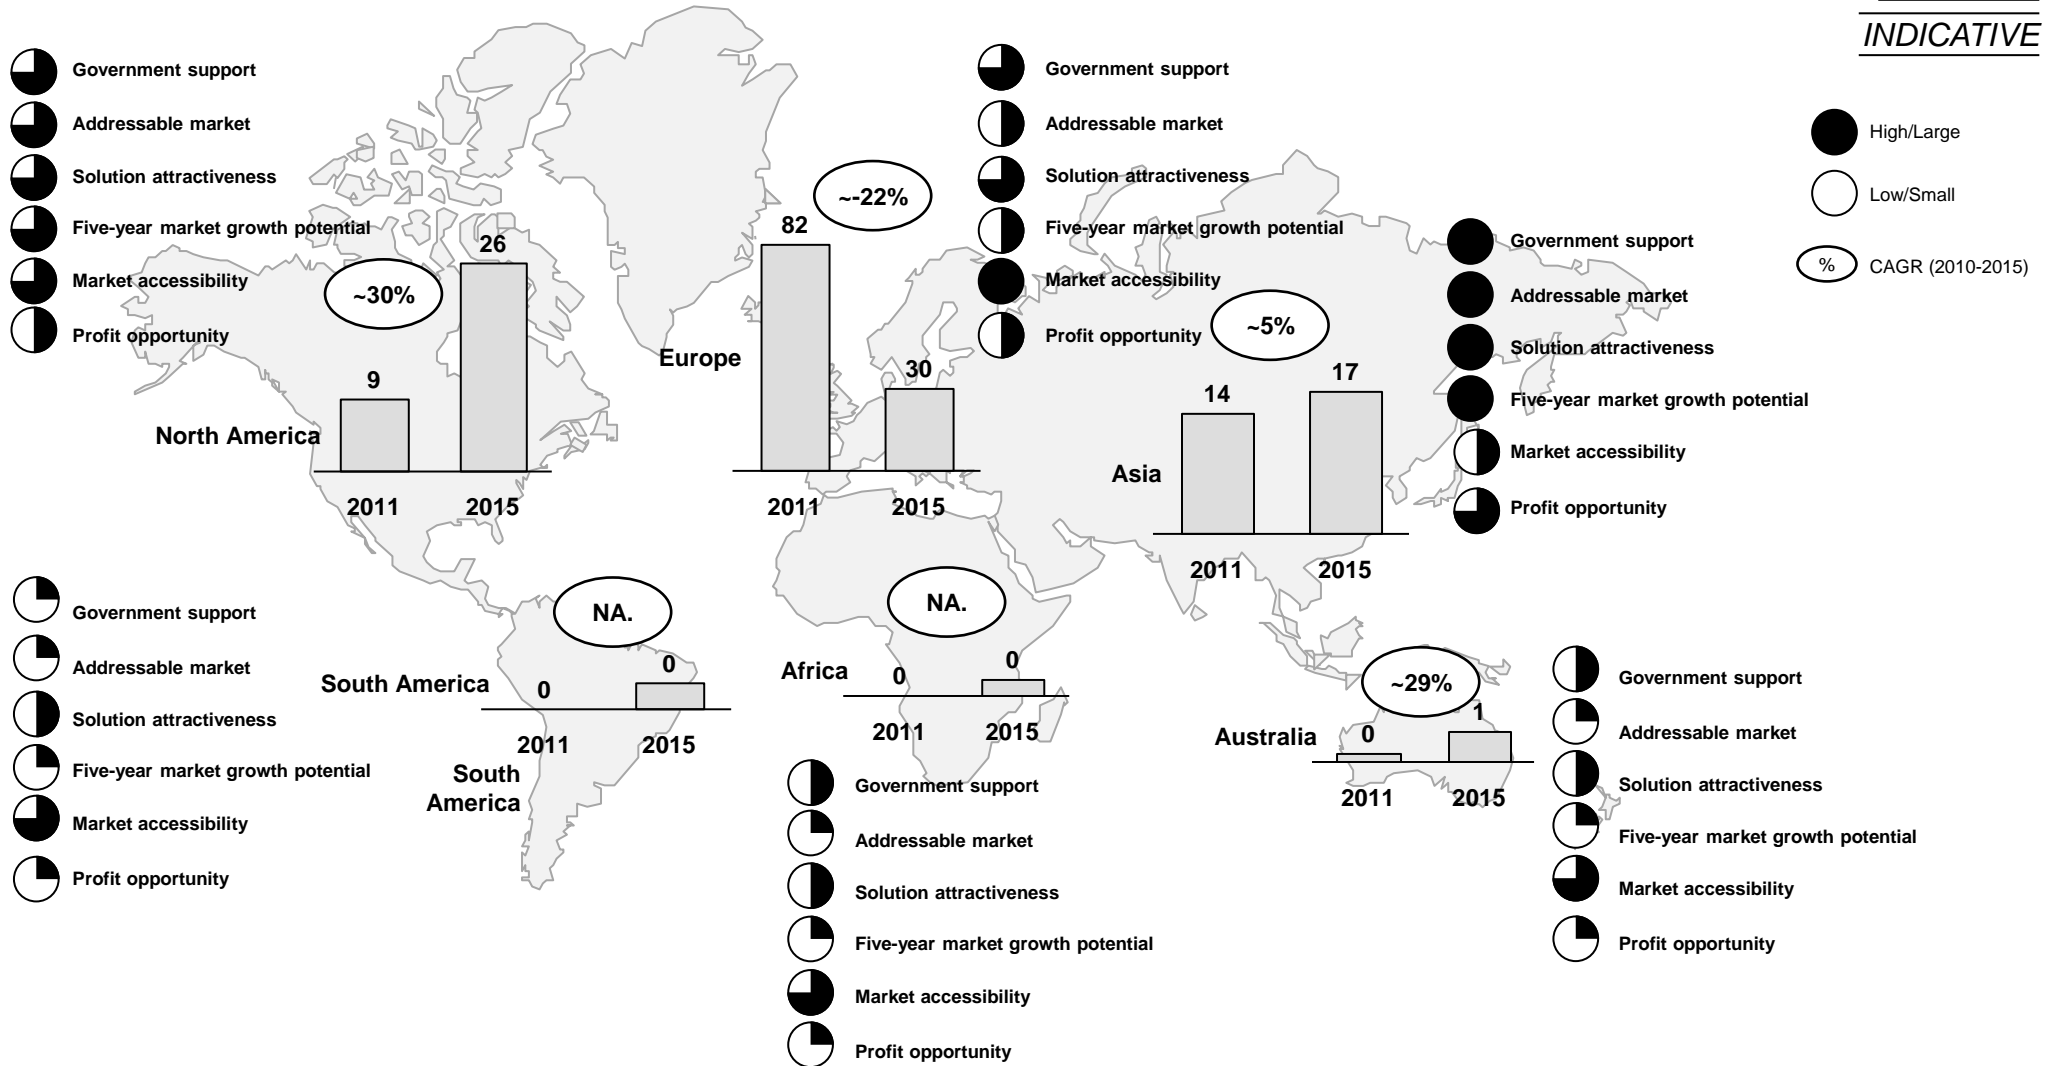 INDICATIVE
High/Large
Low/Small
%
CAGR (2010-2015)
Government support
Addressable market
Solution attractiveness
Five-year market growth potential
Market accessibility
Profit opportunity
~30%
9
26
North America
2011
2015
~-22%
82
30
Europe
2011
2015
Government support
Addressable market
Solution attractiveness
Five-year market growth potential
Market accessibility
Profit opportunity
~5%
14
17
Asia
2011
2015
Government support
Addressable market
Solution attractiveness
Five-year market growth potential
Market accessibility
Profit opportunity
Government support
Addressable market
Solution attractiveness
Five-year market growth potential
Market accessibility
Profit opportunity
NA.
0
0
South America
2011
2015
South
America
NA.
0
0
Africa
2011
2015
Government support
Addressable market
Solution attractiveness
Five-year market growth potential
Market accessibility
Profit opportunity
~29%
0
1
Australia
2011
2015
Government support
Addressable market
Solution attractiveness
Five-year market growth potential
Market accessibility
Profit opportunity